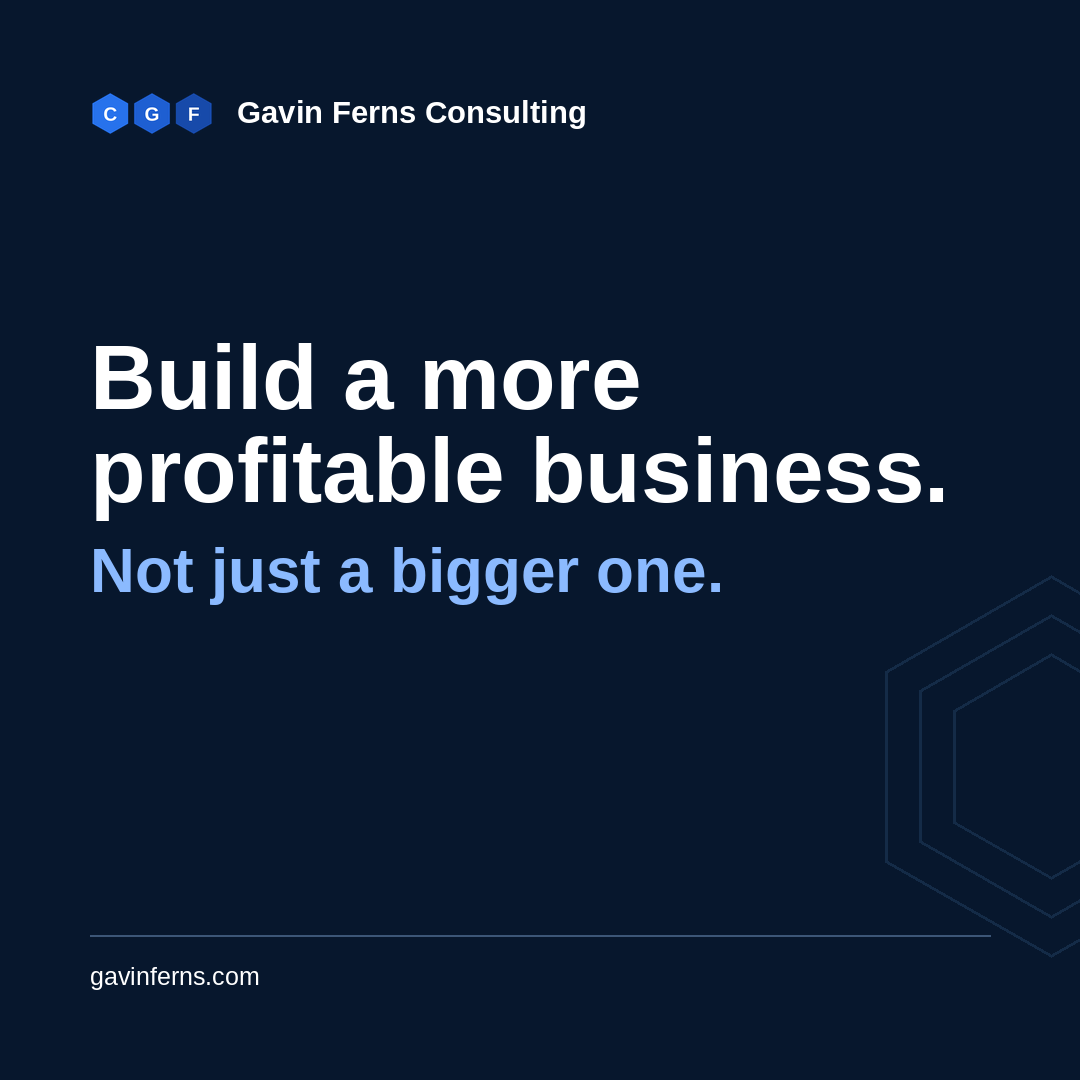 C G F Gavin Ferns Consulting
Build a more
profitable business.
Not just a bigger one.
gavinferns.com